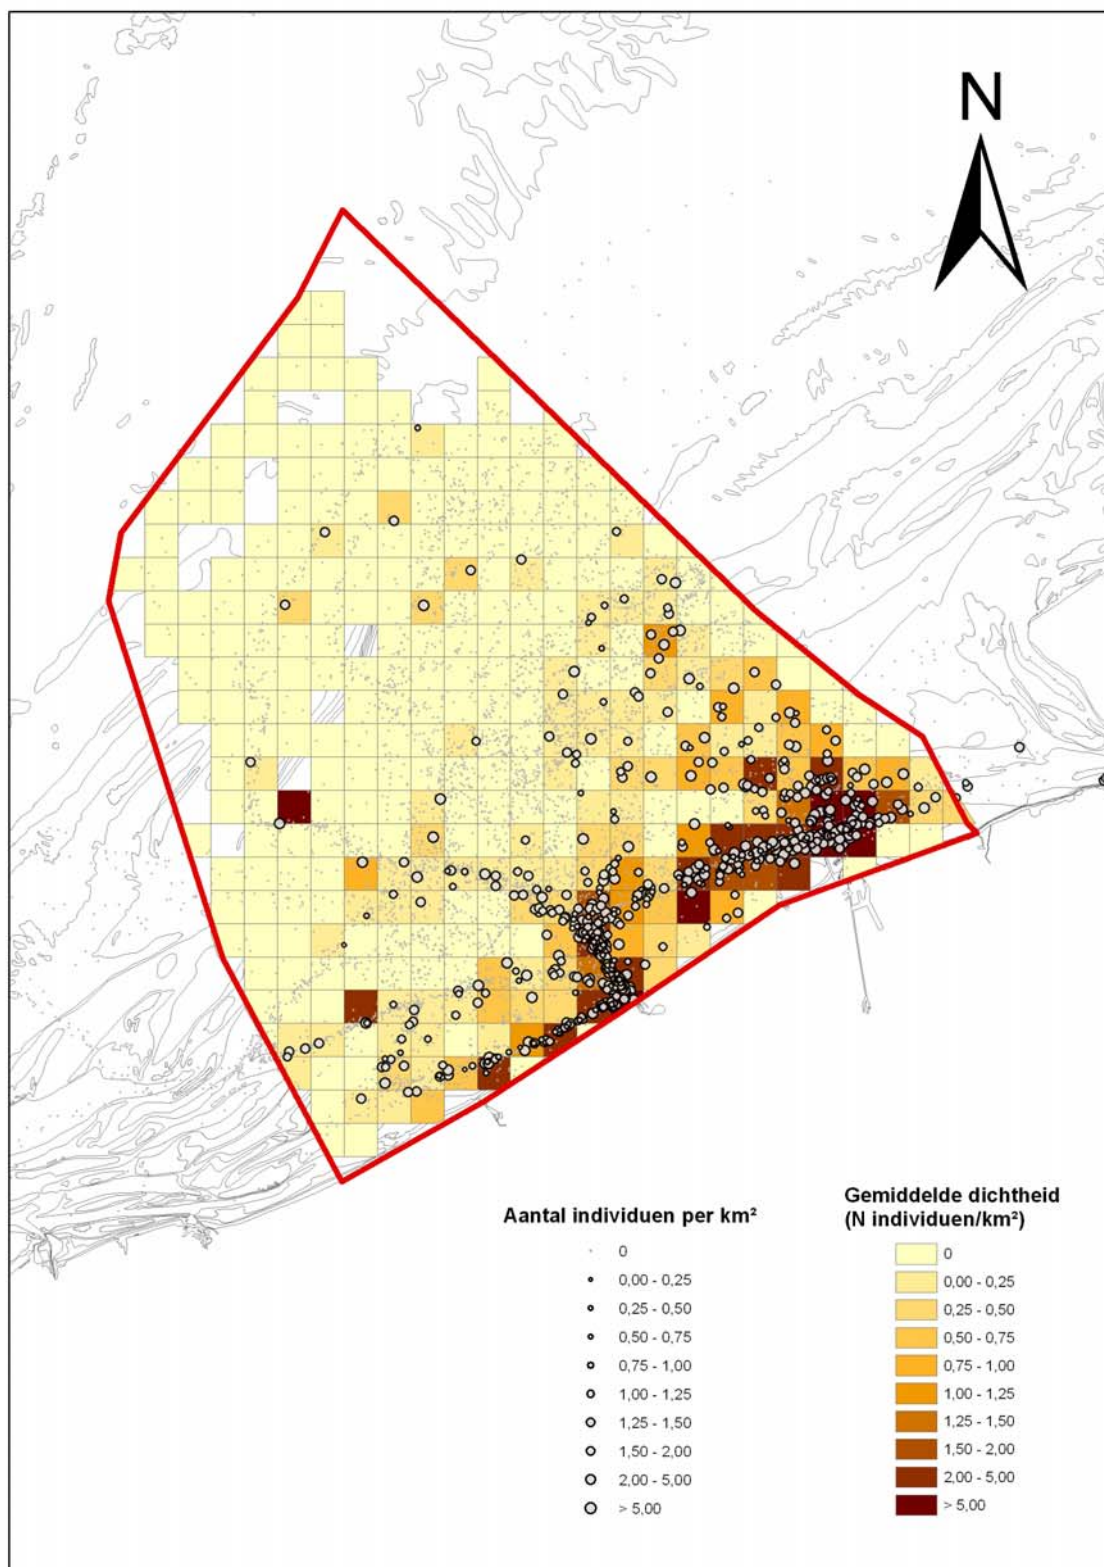 N
Aantal individuen per km²
0
0,00 - 0,25
0,25 - 0,50
0,50 - 0,75
0,75 - 1,00
1,00 - 1,25
1,25 - 1,50
1,50 - 2,00
2,00 - 5,00
> 5,00
Gemiddelde dichtheid
(N individuen/km²)
0
0,00 - 0,25
0,25 - 0,50
0,50 - 0,75
0,75 - 1,00
1,00 - 1,25
1,25 - 1,50
1,50 - 2,00
2,00 - 5,00
> 5,00